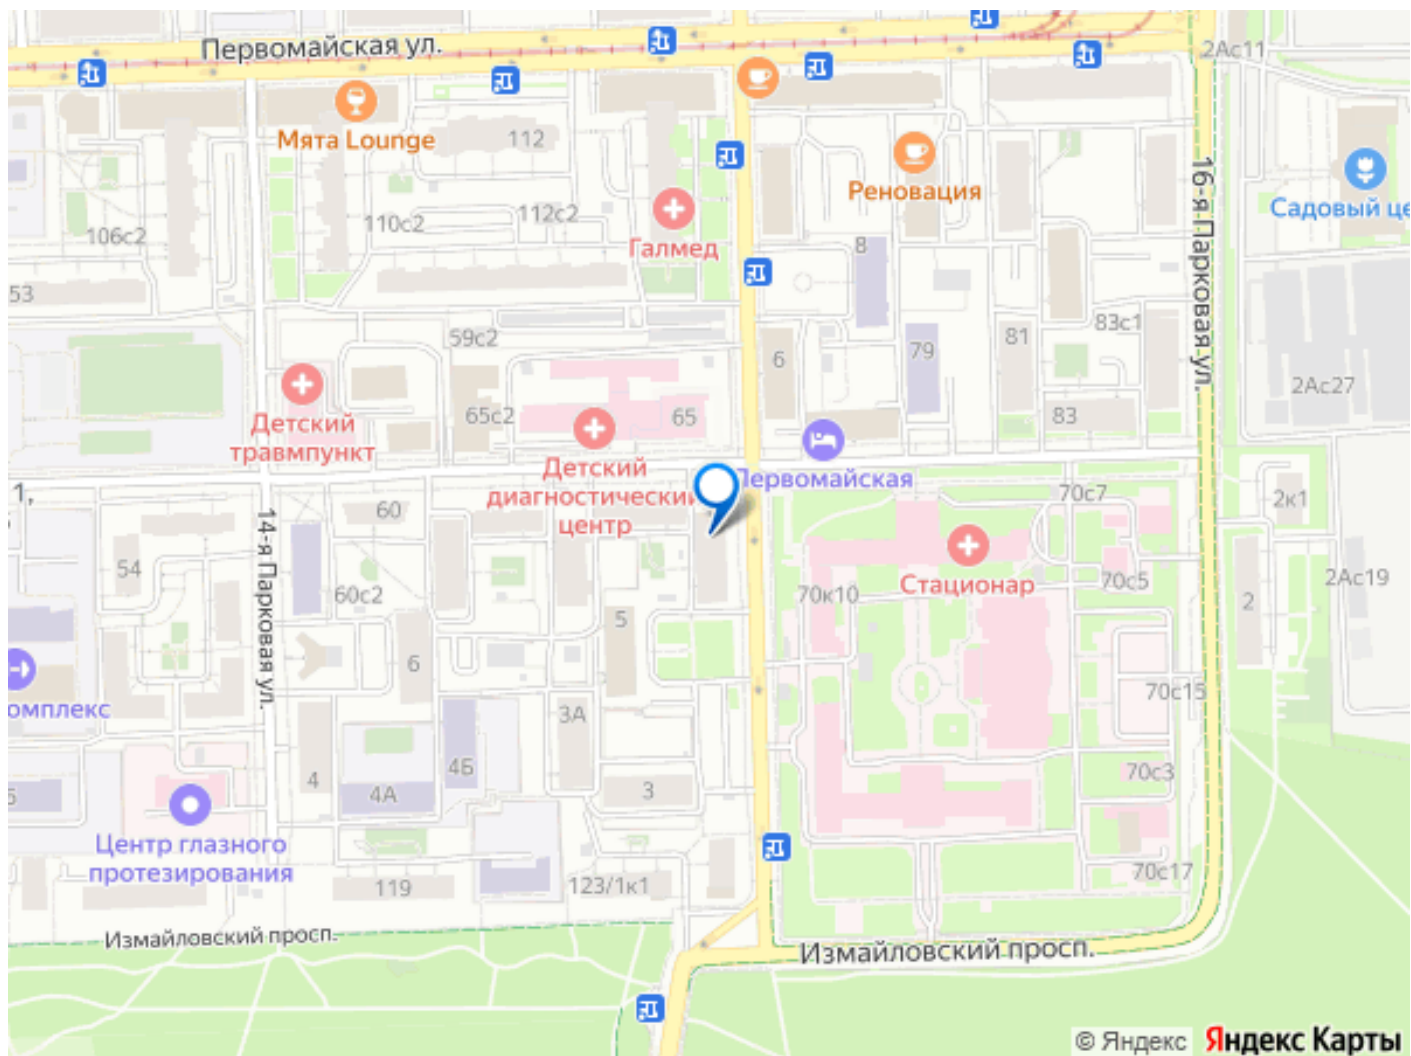 Первомайская ул.
2Ас11
Мята Lounge
112
Реновация
16-я Парковая ул.
Садовый це
106с2
110с2
112с2
Галмед
8
53
59с2
6
79
81
83с1
2Ас27
65с2
65
83
Детский
травмпункт
Детский
диагностический
центр
Первомайская
1,
60
70с7
2к1
14-я Парковая ул.
54
60с2
Стационар
70к10
70с5
2Ас19
2
5
6
омплекс
3А
70с15
4
4Б
4А
3
70с3
5
Центр глазного
протезирования
119
123/1к1
70с17
Измайловский просп.
Измайловский просп.
© Яндекс Яндекс Карты